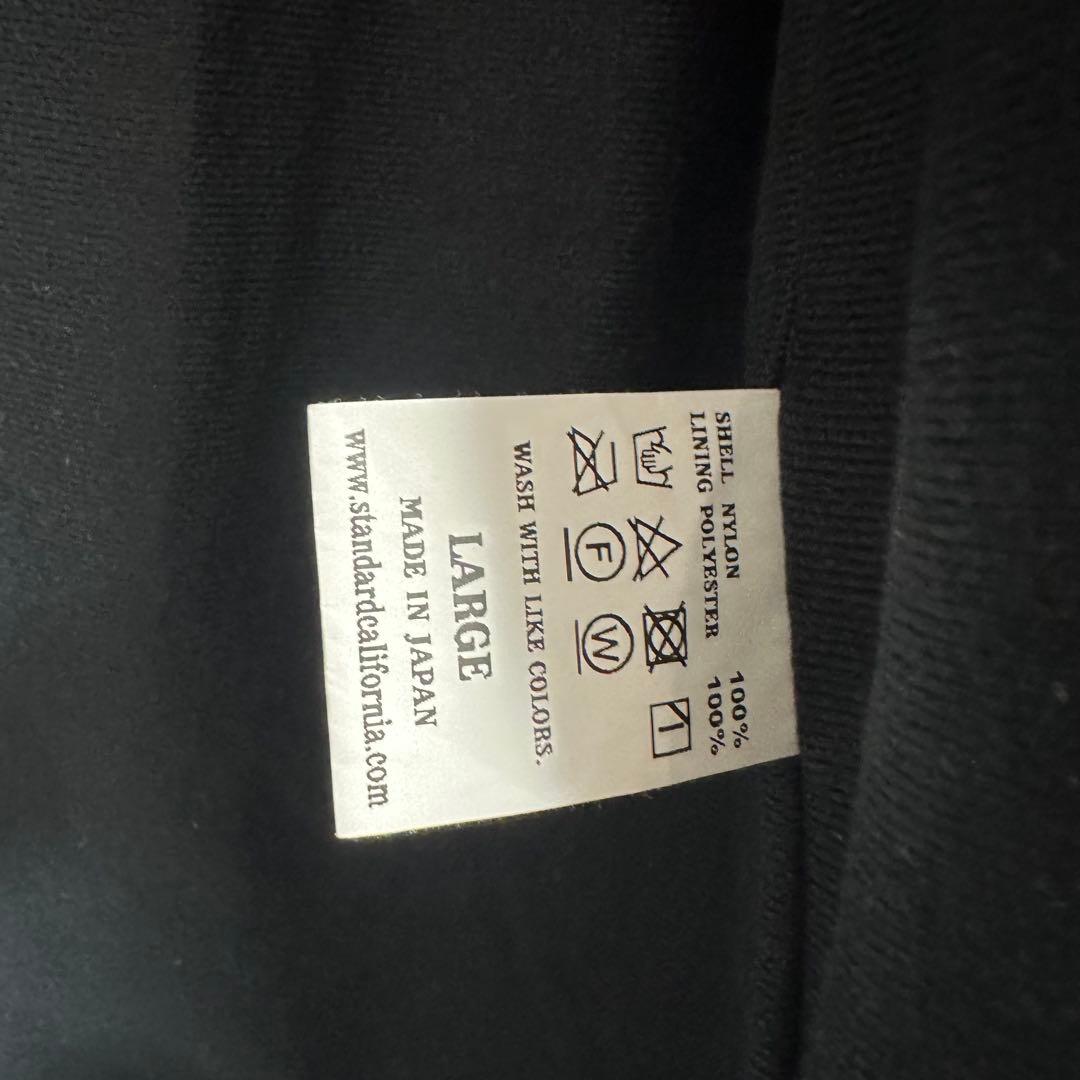 SHELL NYLON 100%
LINING POLYESTER 100%
F W
WASH WITH LIKE COLORS.
LARGE
MADE IN JAPAN
www.standardcalifornia.com